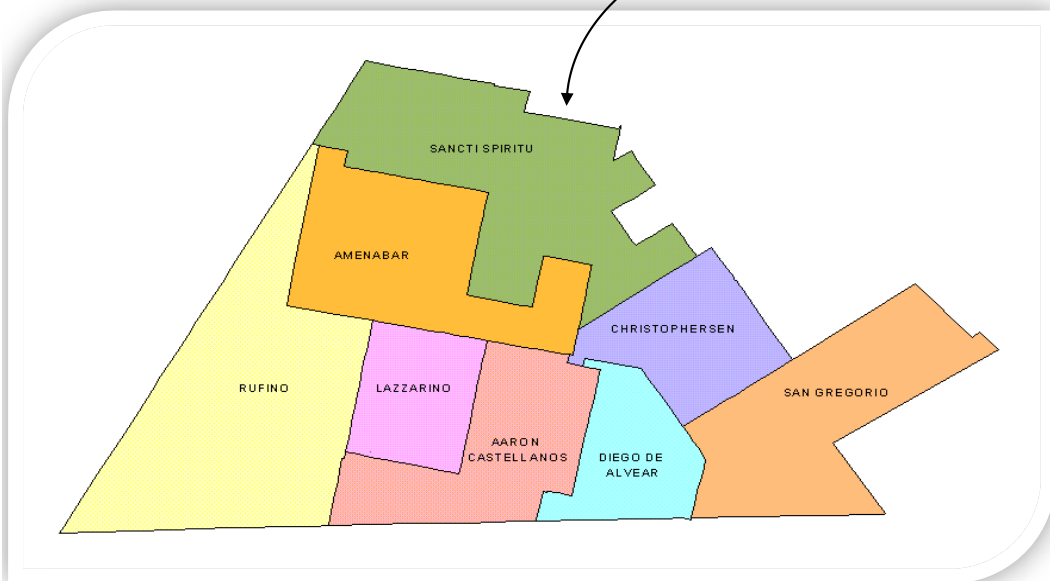 SANCTI SPIRITU
AMENABAR
CHRISTOPHERSEN
RUFINO
LAZZARINO
SAN GREGORIO
AARON
CASTELLANOS
DIEGO DE
ALVEAR